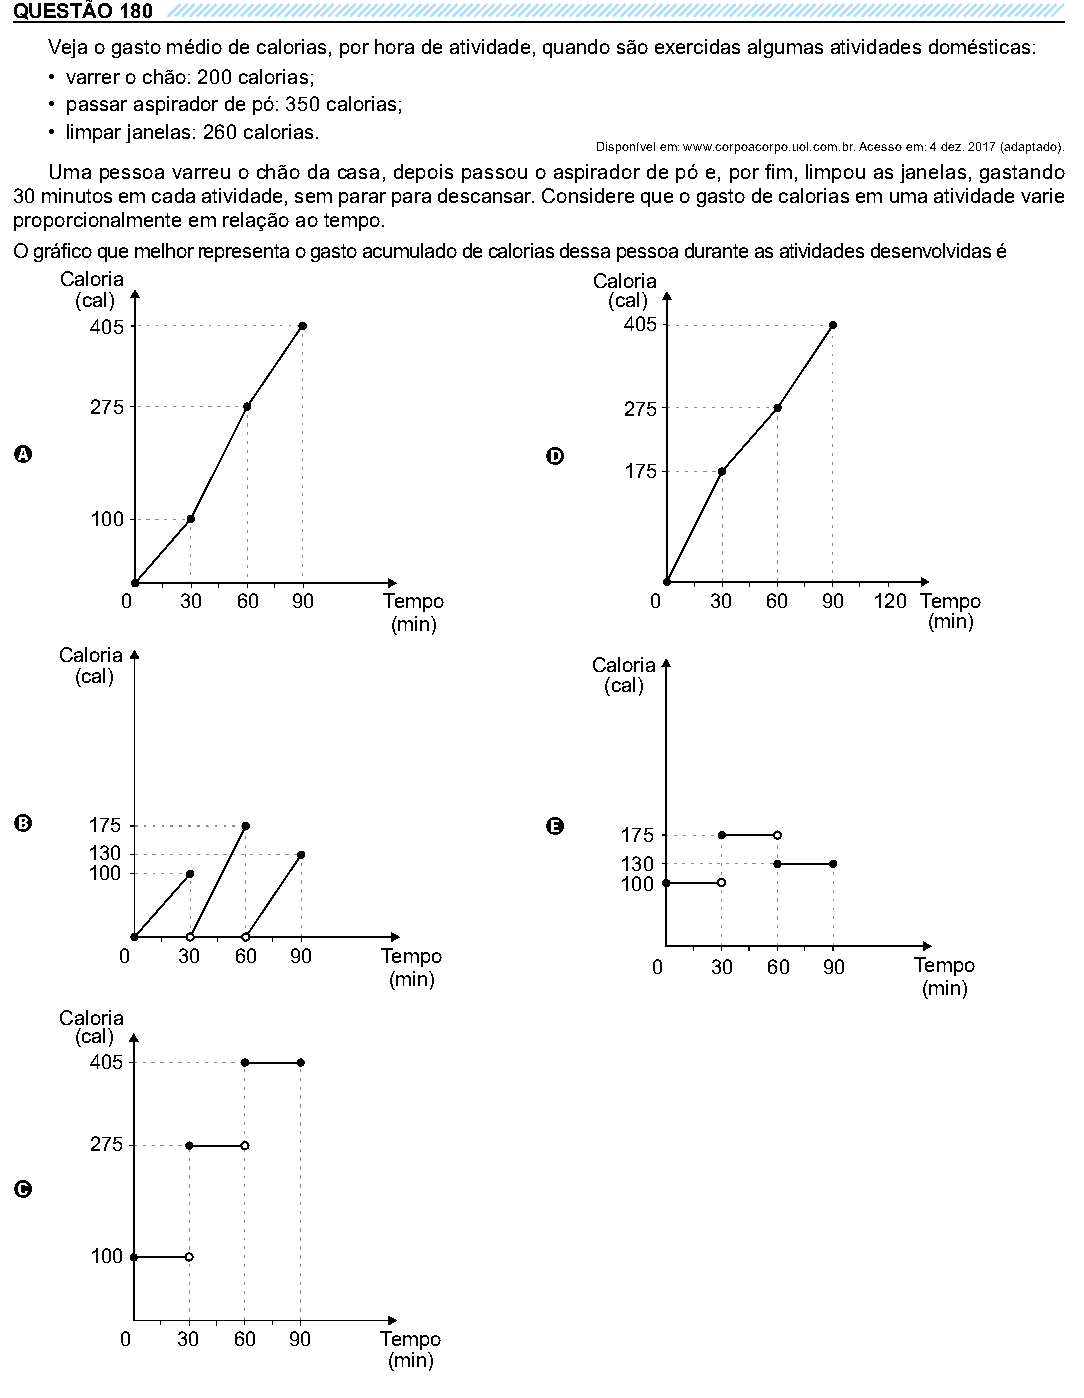 QUESTÃO 180
Veja o gasto médio de calorias, por hora de atividade, quando são exercidas algumas atividades domésticas:
• varrer o chão: 200 calorias;
• passar aspirador de pó: 350 calorias;
• limpar janelas: 260 calorias.
Disponível em: www.corpoacorpo.uol.com.br. Acesso em: 4 dez. 2017 (adaptado).
Uma pessoa varreu o chão da casa, depois passou o aspirador de pó e, por fim, limpou as janelas, gastando
30 minutos em cada atividade, sem parar para descansar. Considere que o gasto de calorias em uma atividade varie
proporcionalmente em relação ao tempo.
O gráfico que melhor representa o gasto acumulado de calorias dessa pessoa durante as atividades desenvolvidas é
A
Caloria
(cal)
405
275
100
0 30 60 90 Tempo
(min)
B
Caloria
(cal)
175
130
100
0 30 60 90 Tempo
(min)
C
Caloria
(cal)
405
275
100
0 30 60 90 Tempo
(min)
D
Caloria
(cal)
405
275
175
0 30 60 90 120 Tempo
(min)
E
Caloria
(cal)
175
130
100
0 30 60 90 Tempo
(min)